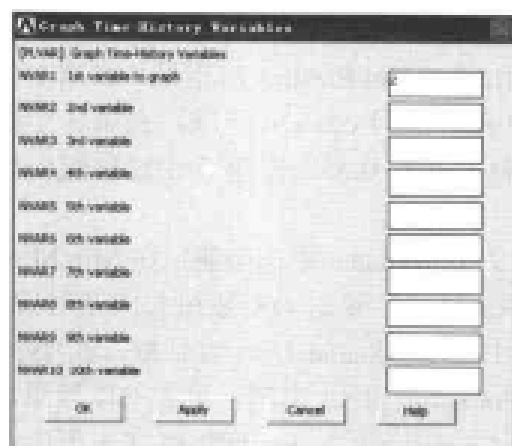 Graph Time-History Variables
[PLVAR] Graph Time-History Variables
NVAR1 1st variable to graph
2
NVAR2 2nd variable
NVAR3 3rd variable
NVAR4 4th variable
NVAR5 5th variable
NVAR6 6th variable
NVAR7 7th variable
NVAR8 8th variable
NVAR9 9th variable
NVAR10 10th variable
OK Apply Cancel Help